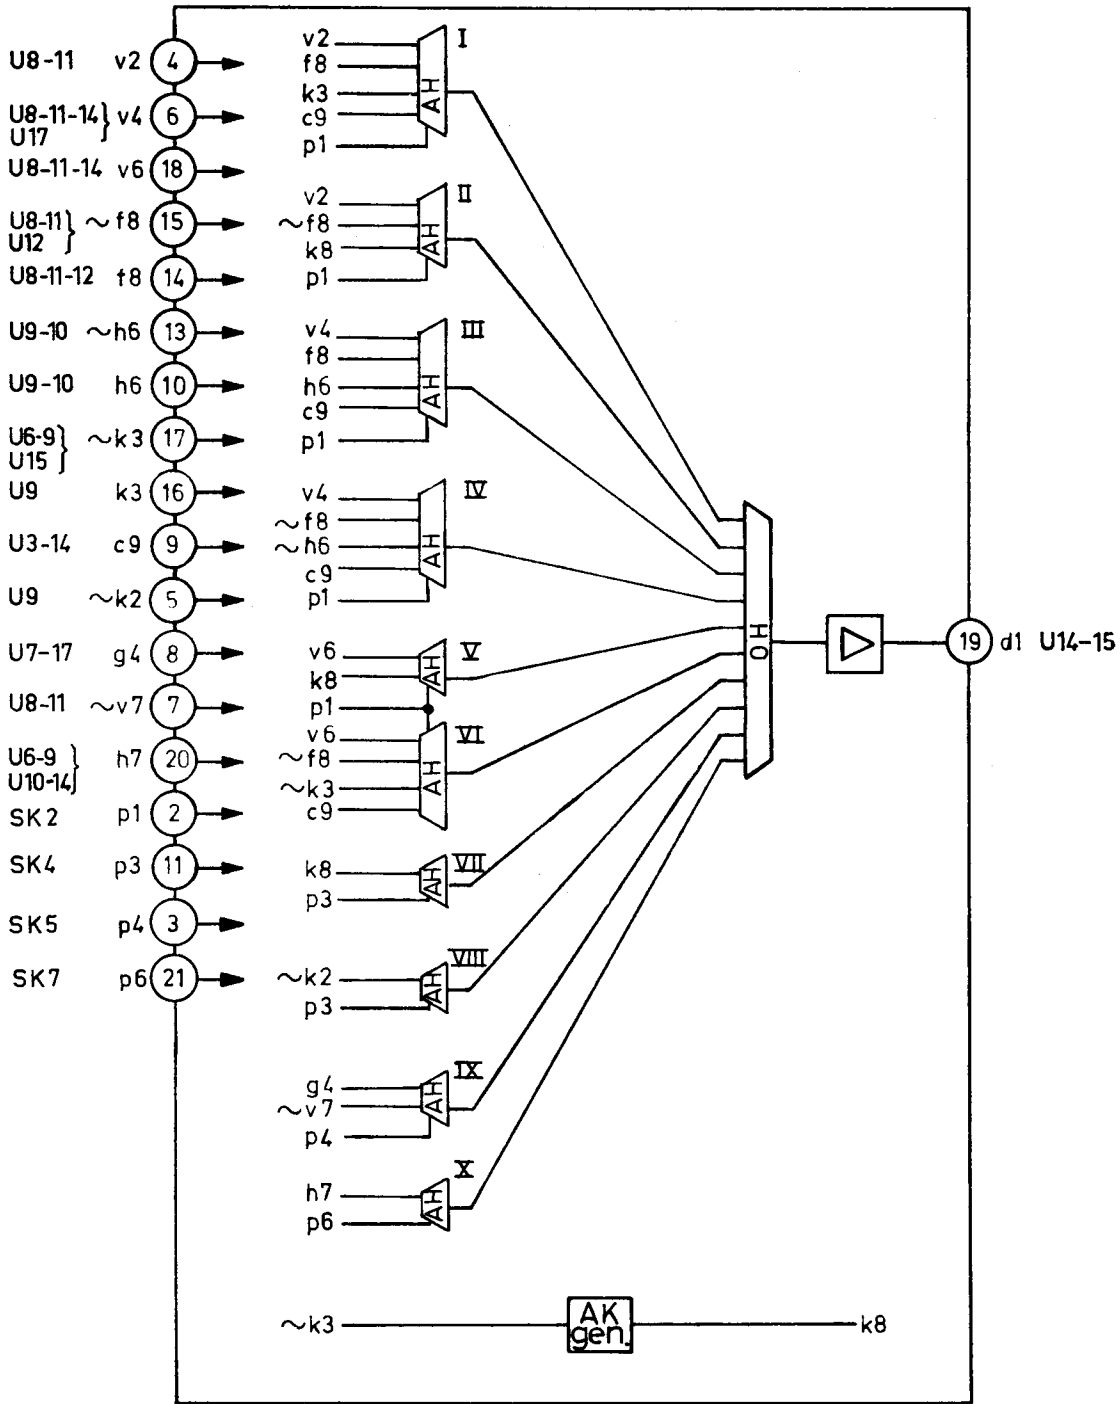 U8-11 v2 4
U8-11-14 } v4 6
U17
U8-11-14 v6 18
U8-11 } ~f8 15
U12
U8-11-12 f8 14
U9-10 ~h6 13
U9-10 h6 10
U6-9 } ~k3 17
U15
U9 k3 16
U3-14 c9 9
U9 ~k2 5
U7-17 g4 8
U8-11 ~v7 7
U6-9 } h7 20
U10-14
SK2 p1 2
SK4 p3 11
SK5 p4 3
SK7 p6 21
v2 I
f8
k3
c9
p1
AH
v2 II
~f8
k8
p1
AH
v4 III
f8
h6
c9
p1
AH
v4 IV
~f8
~h6
c9
p1
AH
v6 V
k8
AH
p1
v6 VI
~f8
~k3
c9
AH
k8 VII
p3
AH
~k2 VIII
p3
AH
g4 IX
~v7
p4
AH
h7 X
p6
AH
OH
19 d1 U14-15
~k3 AK gen. k8